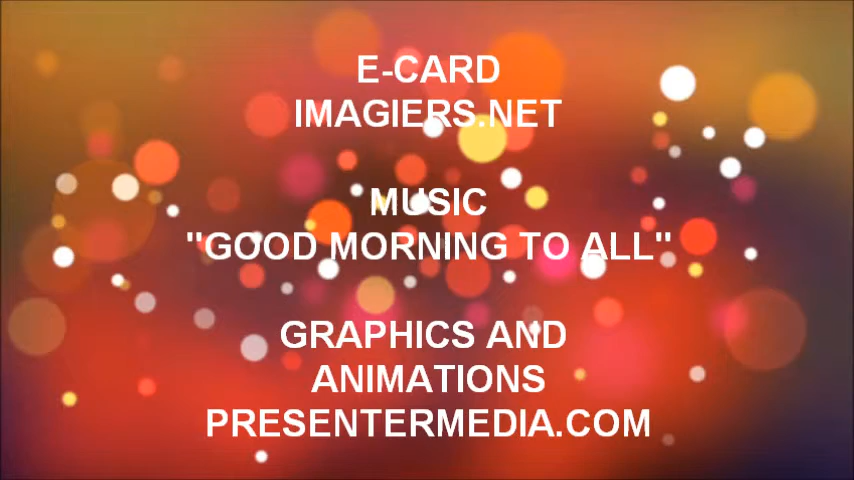 E-CARD
IMAGIERS.NET
MUSIC
"GOOD MORNING TO ALL"
GRAPHICS AND
ANIMATIONS
PRESENTERMEDIA.COM